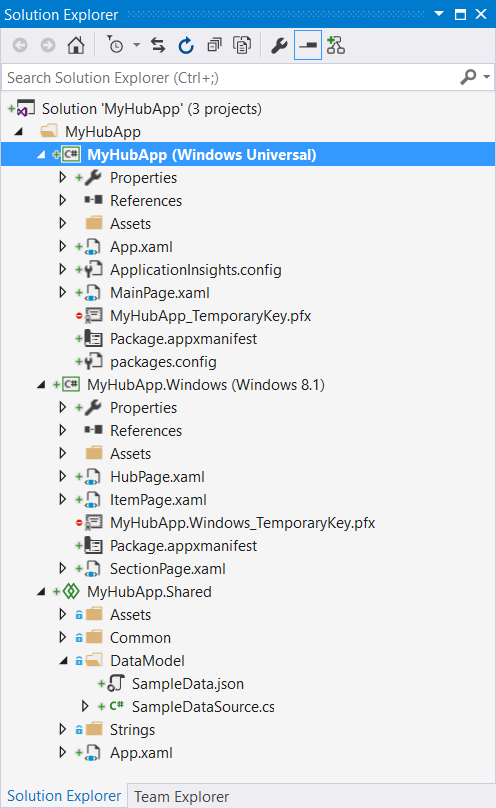 Solution Explorer
Search Solution Explorer (Ctrl+;)
Solution 'MyHubApp' (3 projects)
MyHubApp
C# MyHubApp (Windows Universal)
Properties
References
Assets
App.xaml
ApplicationInsights.config
MainPage.xaml
MyHubApp_TemporaryKey.pfx
Package.appxmanifest
packages.config
C# MyHubApp.Windows (Windows 8.1)
Properties
References
Assets
HubPage.xaml
ItemPage.xaml
MyHubApp.Windows_TemporaryKey.pfx
Package.appxmanifest
SectionPage.xaml
MyHubApp.Shared
Assets
Common
DataModel
SampleData.json
C# SampleDataSource.cs
Strings
App.xaml
Solution Explorer Team Explorer